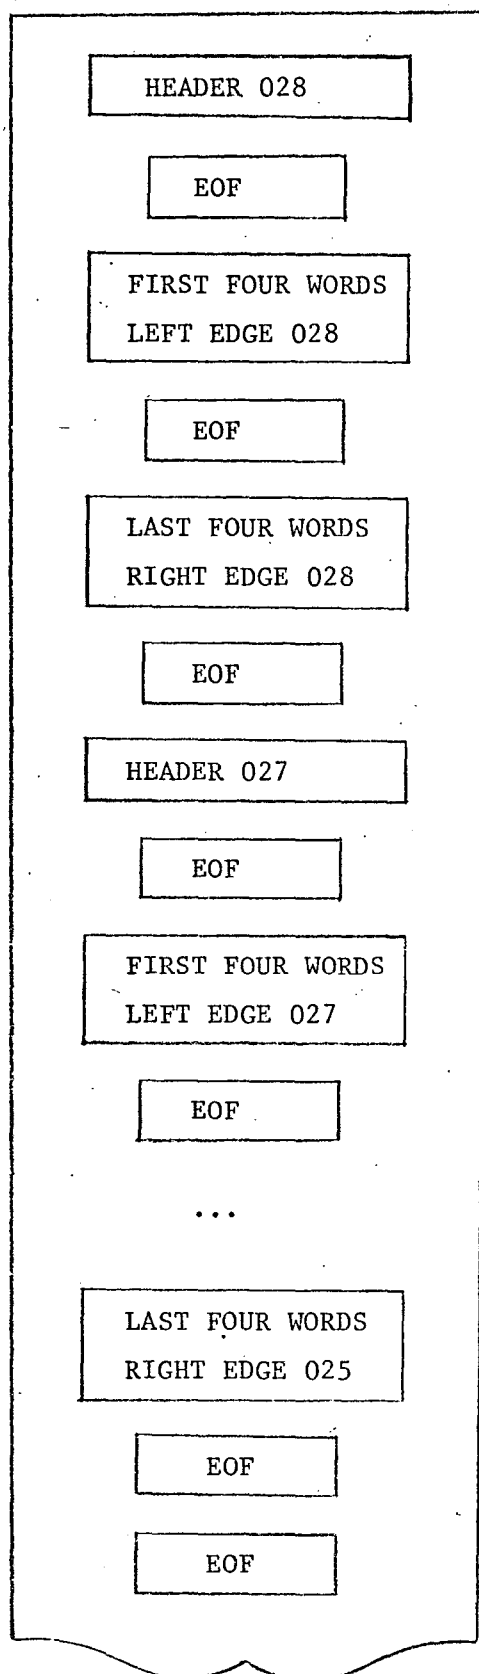 HEADER 028
EOF
FIRST FOUR WORDS
LEFT EDGE 028
EOF
LAST FOUR WORDS
RIGHT EDGE 028
EOF
HEADER 027
EOF
FIRST FOUR WORDS
LEFT EDGE 027
EOF
...
LAST FOUR WORDS
RIGHT EDGE 025
EOF
EOF